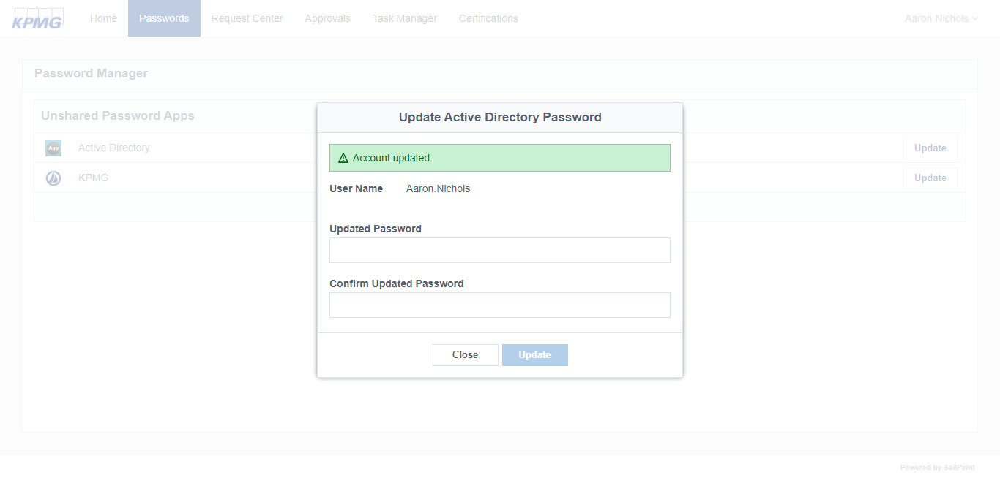 KPMG Home Passwords Request Center Approvals Task Manager Certifications Aaron Nichols
Password Manager
Unshared Password Apps
App Active Directory Update
KPMG Update
Update Active Directory Password
Account updated.
User Name Aaron.Nichols
Updated Password
Confirm Updated Password
Close Update
Powered by SailPoint